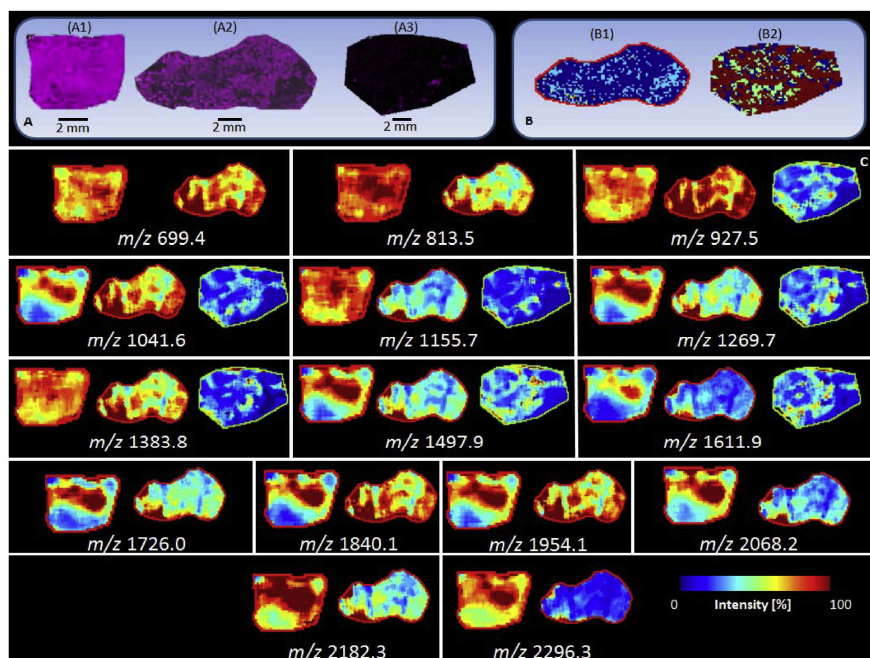 (A1) (A2) (A3) (B1) (B2)
A 2 mm 2 mm 2 mm B
C
m/z 699.4 m/z 813.5 m/z 927.5
m/z 1041.6 m/z 1155.7 m/z 1269.7
m/z 1383.8 m/z 1497.9 m/z 1611.9
m/z 1726.0 m/z 1840.1 m/z 1954.1 m/z 2068.2
0 Intensity [%] 100
m/z 2182.3 m/z 2296.3